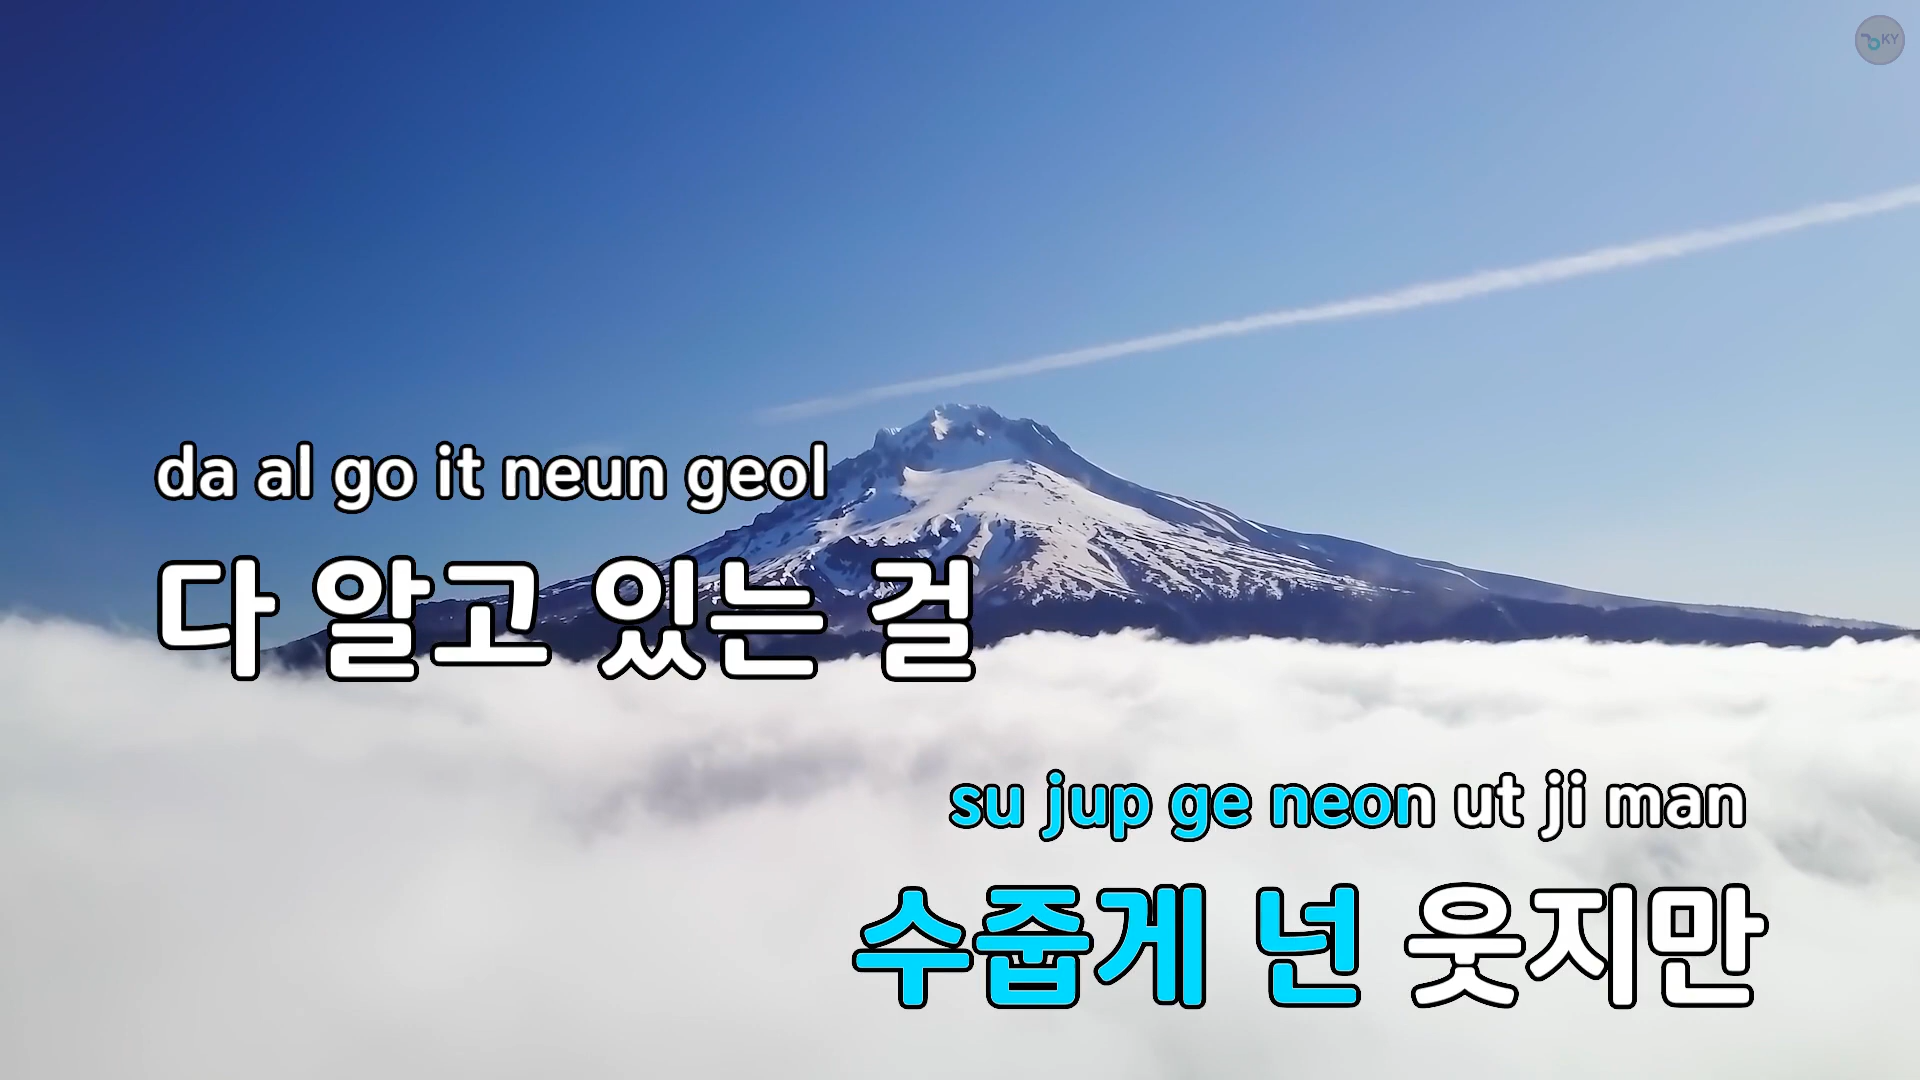 KY
da al go it neun geol
다 알고 있는 걸
su jup ge neon ut ji man
수줍게 넌 웃지만